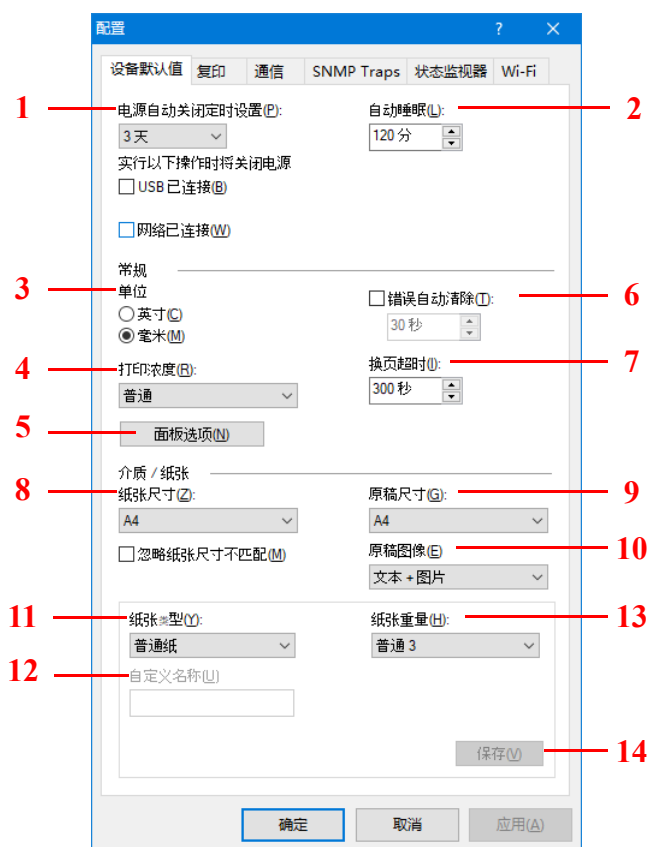 配置 ?
设备默认值 复印 通信 SNMP Traps 状态监视器 Wi-Fi
1 电源自动关闭定时设置(P): 自动睡眠(L): 2
3 天 120 分
实行以下操作时将关闭电源
USB 已连接(B)
网络已连接(W)
常规
3 单位 错误自动清除(T): 6
英寸(C) 30 秒
毫米(M)
4 打印浓度(R): 换页超时(I): 7
普通 300 秒
5 面板选项(N)
介质 / 纸张
8 纸张尺寸(Z): 原稿尺寸(G): 9
A4 A4
忽略纸张尺寸不匹配(M) 原稿图像(E) 10
文本 + 图片
11 纸张类型(Y): 纸张重量(H): 13
普通纸 普通 3
12 自定义名称(U)
保存(V) 14
确定 取消 应用(A)